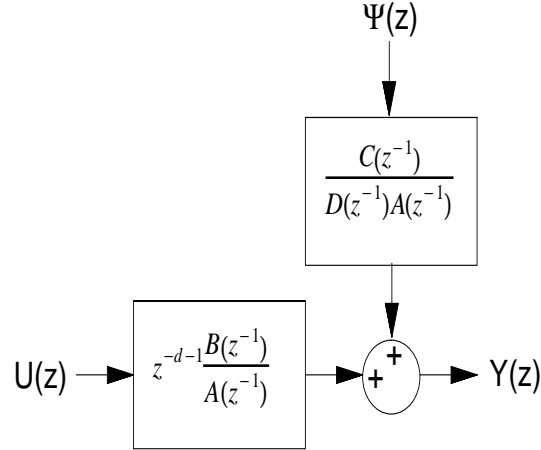 Ψ(z)
C(z⁻¹)
D(z⁻¹)A(z⁻¹)
U(z)
z⁻ᵈ⁻¹ B(z⁻¹)
A(z⁻¹)
+
+
Y(z)